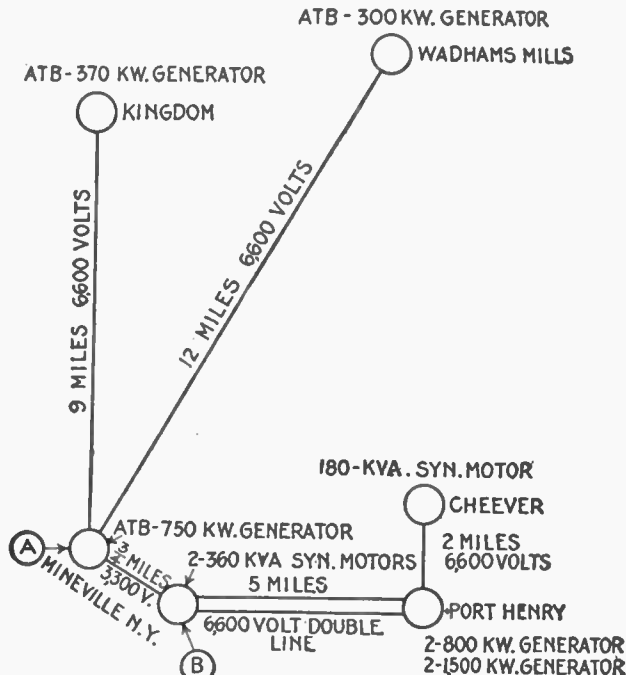 ATB-300 KW. GENERATOR
WADHAMS MILLS
ATB-370 KW. GENERATOR
KINGDOM
9 MILES 6,600 VOLTS
12 MILES 6,600 VOLTS
180-KVA. SYN. MOTOR
CHEEVER
2 MILES
6,600 VOLTS
A
ATB-750 KW. GENERATOR
3/4 MILES
3,300 V.
MINEVILLE N.Y.
2-360 KVA SYN. MOTORS
5 MILES
6,600 VOLT DOUBLE
LINE
B
PORT HENRY
2-800 KW. GENERATOR
2-1,500 KW. GENERATOR